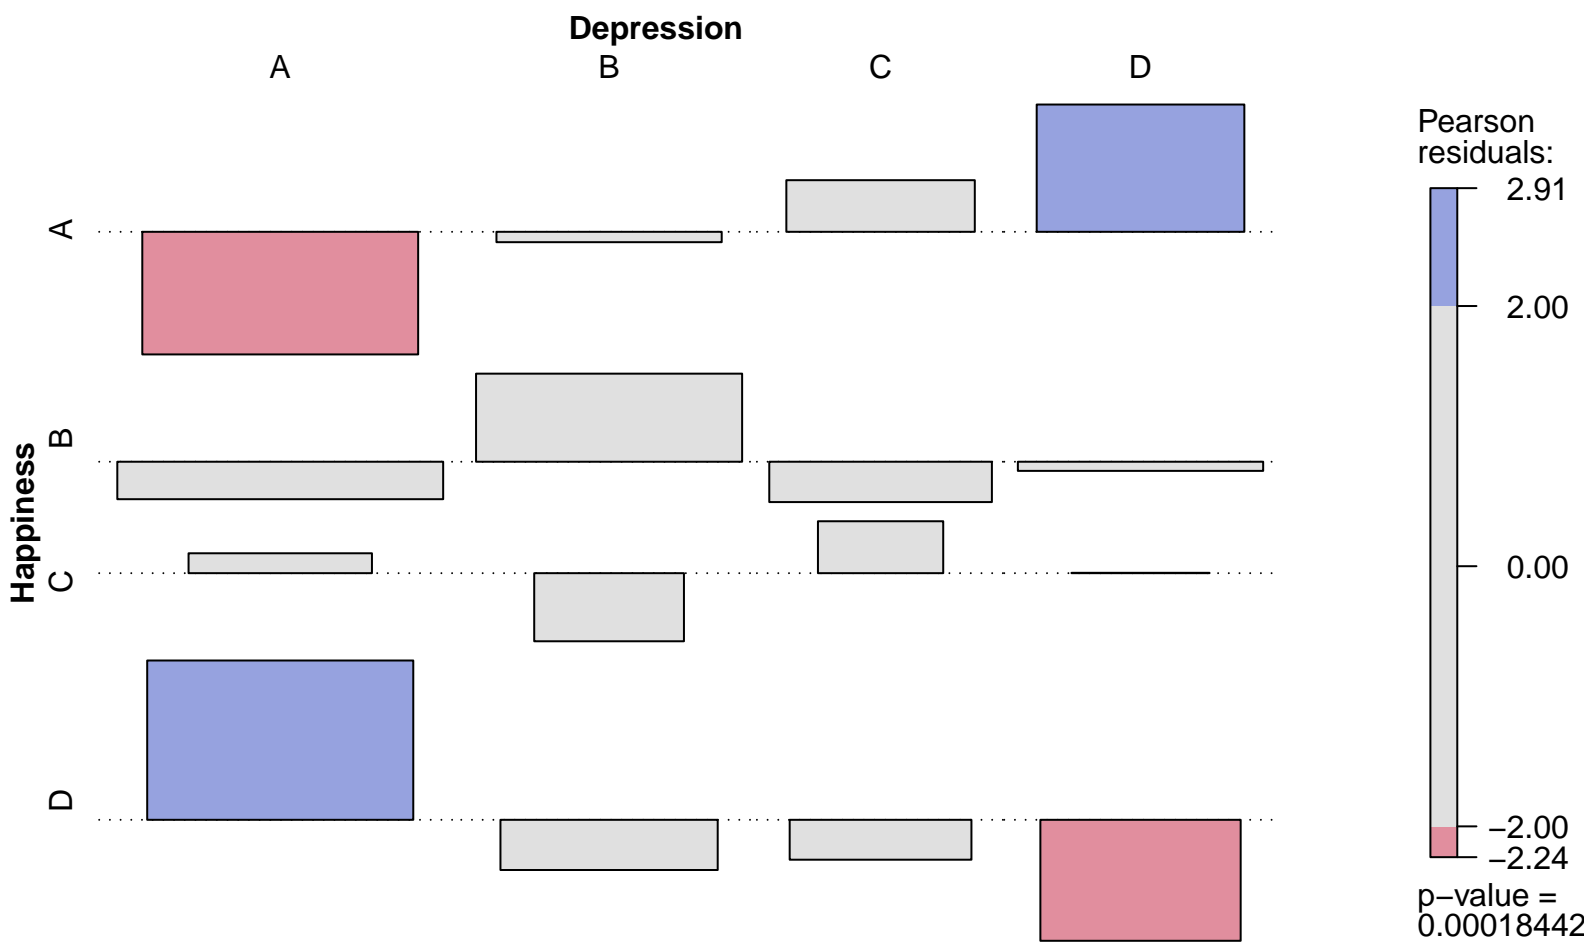 Depression
A B C D
Happiness
A
B
C
D
Pearson
residuals:
2.91
2.00
0.00
−2.00
−2.24
p−value =
0.00018442